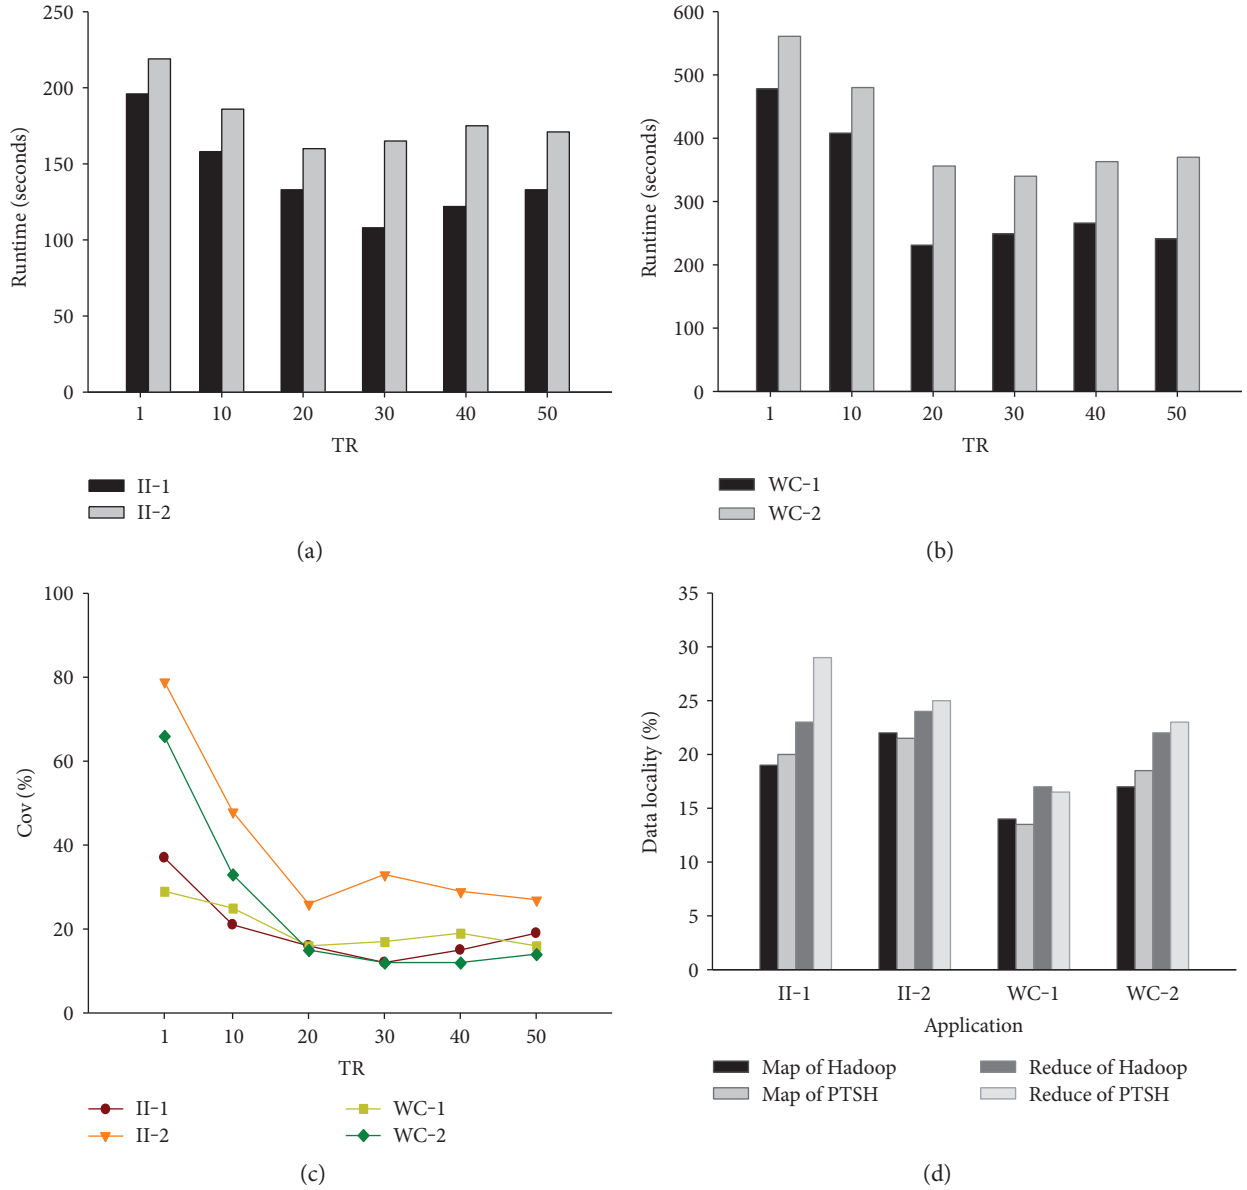 250
200
150
100
50
0
Runtime (seconds)
1 10 20 30 40 50
TR
II-1
II-2
(a)
600
500
400
300
200
100
0
Runtime (seconds)
1 10 20 30 40 50
TR
WC-1
WC-2
(b)
100
80
60
40
20
0
Cov (%)
1 10 20 30 40 50
TR
II-1 WC-1
II-2 WC-2
(c)
35
30
25
20
15
10
5
0
Data locality (%)
II-1 II-2 WC-1 WC-2
Application
Map of Hadoop Reduce of Hadoop
Map of PTSH Reduce of PTSH
(d)